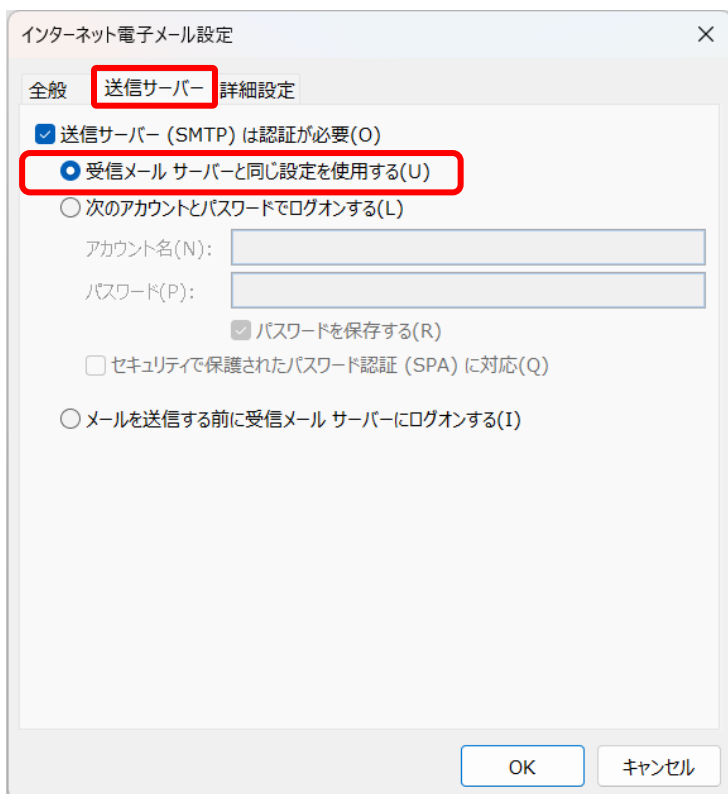 インターネット電子メール設定
全般 送信サーバー 詳細設定
送信サーバー (SMTP) は認証が必要(O)
受信メール サーバーと同じ設定を使用する(U)
次のアカウントとパスワードでログオンする(L)
アカウント名(N):
パスワード(P):
パスワードを保存する(R)
セキュリティで保護されたパスワード認証 (SPA) に対応(Q)
メールを送信する前に受信メール サーバーにログオンする(I)
OK キャンセル